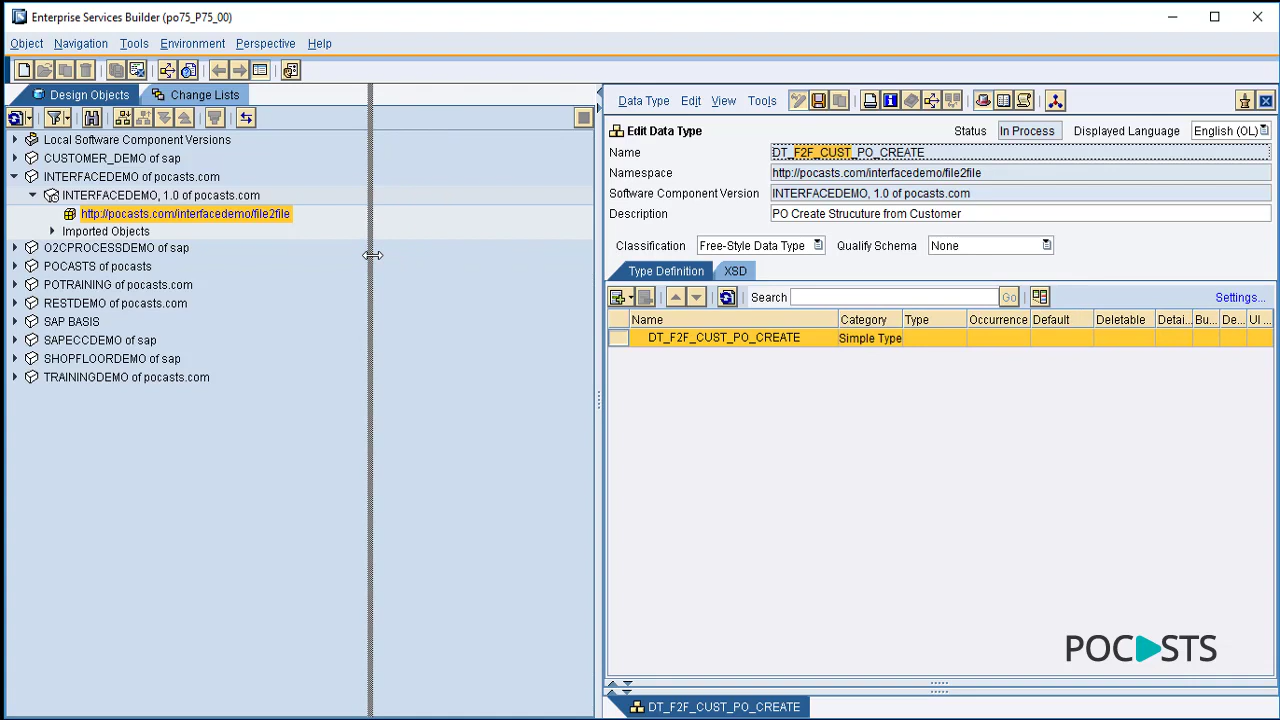 Enterprise Services Builder (po75_P75_00)
Object Navigation Tools Environment Perspective Help
Design Objects Change Lists
Local Software Component Versions
CUSTOMER_DEMO of sap
INTERFACEDEMO of pocasts.com
INTERFACEDEMO, 1.0 of pocasts.com
http://pocasts.com/interfacedemo/file2file
Imported Objects
O2CPROCESSDEMO of sap
POCASTS of pocasts
POTRAINING of pocasts.com
RESTDEMO of pocasts.com
SAP BASIS
SAPECCDEMO of sap
SHOPFLOORDEMO of sap
TRAININGDEMO of pocasts.com
Data Type Edit View Tools
Edit Data Type Status In Process Displayed Language English (OL)
Name DT_F2F_CUST_PO_CREATE
Namespace http://pocasts.com/interfacedemo/file2file
Software Component Version INTERFACEDEMO, 1.0 of pocasts.com
Description PO Create Strucuture from Customer
Classification Free-Style Data Type Qualify Schema None
Type Definition XSD
Search Go Settings...
Name Category Type Occurrence Default Deletable Detai... Bu... De... UI ...
DT_F2F_CUST_PO_CREATE Simple Type
POCASTS
DT_F2F_CUST_PO_CREATE